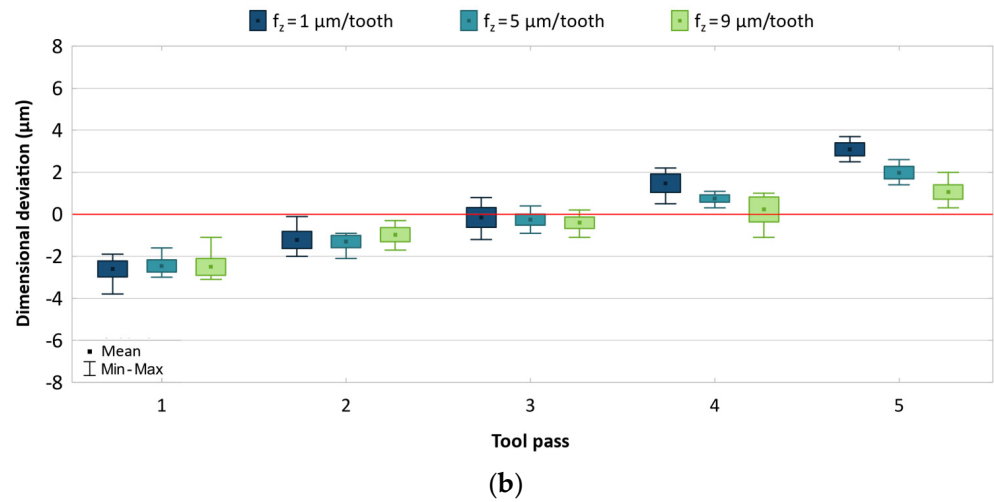 f_z = 1 µm/tooth f_z = 5 µm/tooth f_z = 9 µm/tooth
Dimensional deviation (µm)
8
6
4
2
0
-2
-4
-6
-8
Mean
Min-Max
1 2 3 4 5
Tool pass
(b)